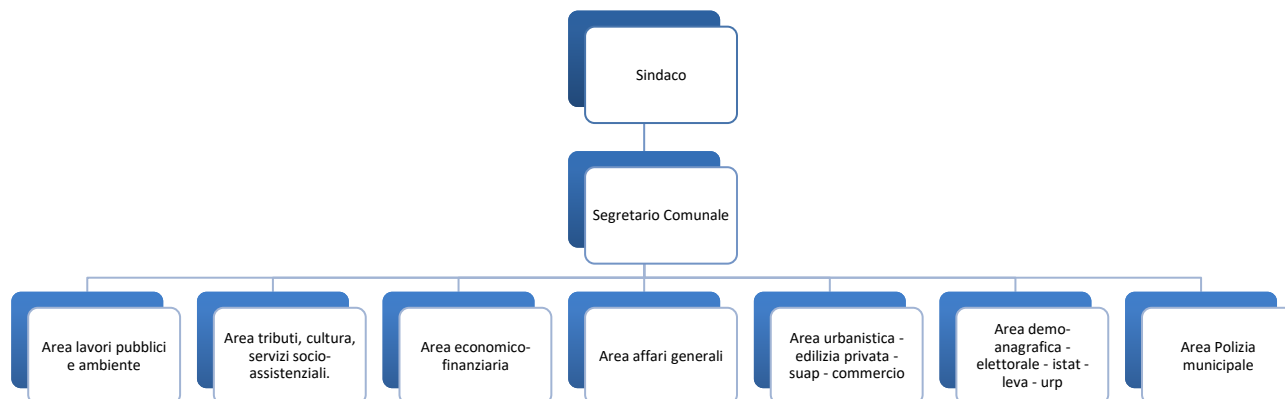 Sindaco
Segretario Comunale
Area lavori pubblici
e ambiente
Area tributi, cultura,
servizi socio-
assistenziali.
Area economico-
finanziaria
Area affari generali
Area urbanistica -
edilizia privata -
suap - commercio
Area demo-
anagrafica -
elettorale - istat -
leva - urp
Area Polizia
municipale